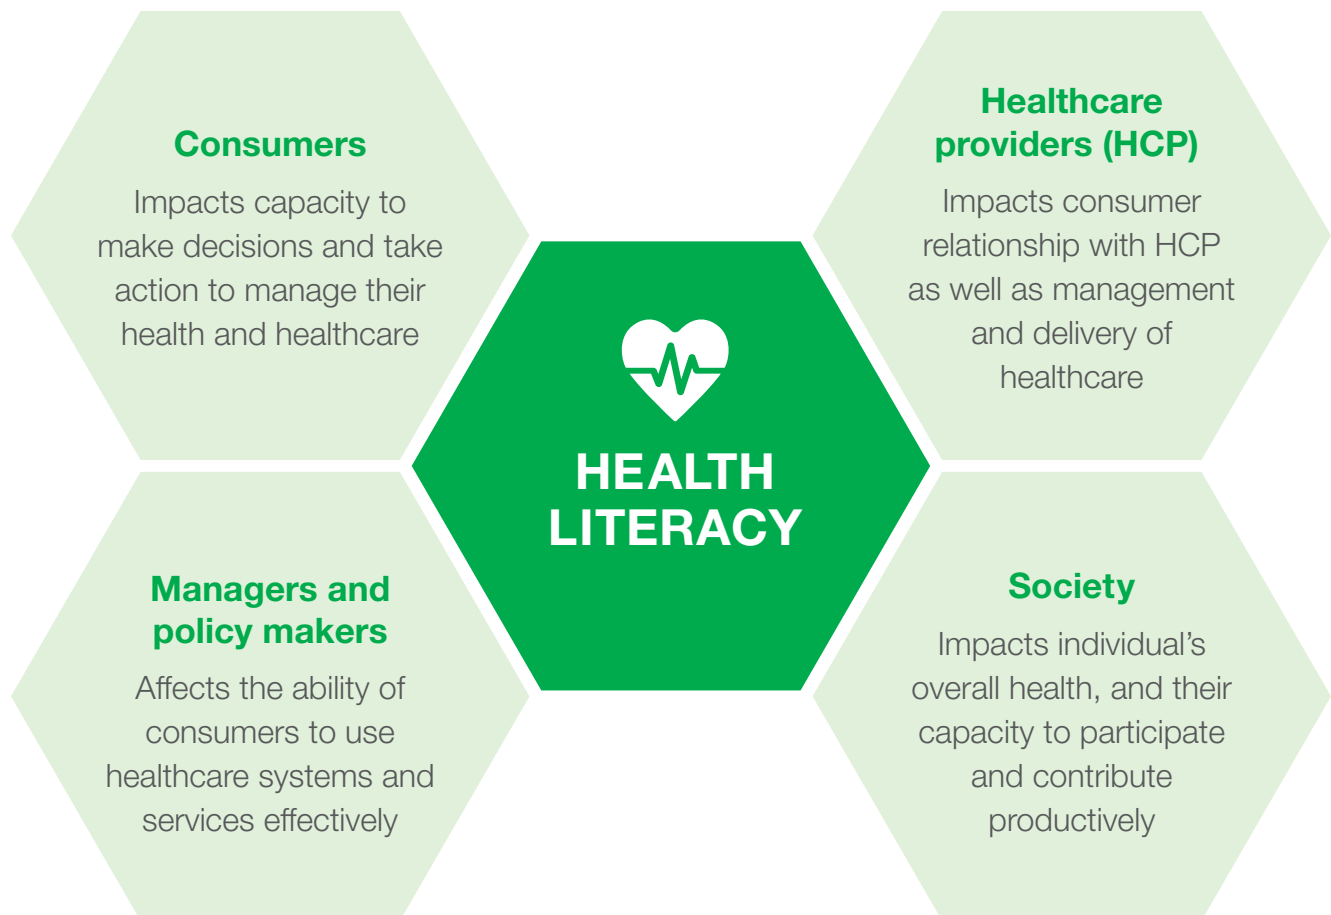 Consumers
Impacts capacity to
make decisions and take
action to manage their
health and healthcare
Healthcare
providers (HCP)
Impacts consumer
relationship with HCP
as well as management
and delivery of
healthcare
HEALTH
LITERACY
Managers and
policy makers
Affects the ability of
consumers to use
healthcare systems and
services effectively
Society
Impacts individual’s
overall health, and their
capacity to participate
and contribute
productively